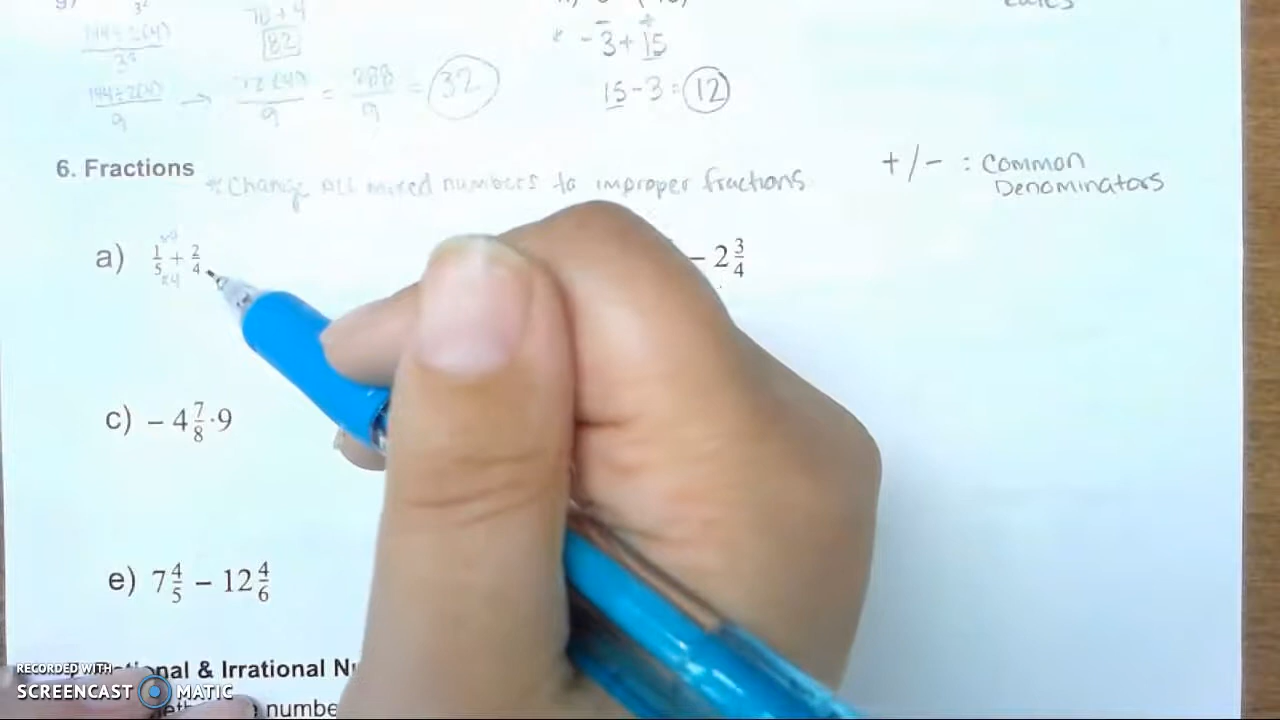 144÷2(4)
3²
78+4
82
144÷2(4)
9
72(4)
9
=
288
9
= 32
- 3 + 15
15-3 = 12
6. Fractions
*Change all mixed numbers to improper fractions.
+/- : Common
Denominators
a) 1/5 + 2/4
x4
- 2 3/4
c) - 4 7/8 · 9
e) 7 4/5 - 12 4/6
RECORDED WITH
SCREENCAST MATIC
tional & Irrational Nu
numbe